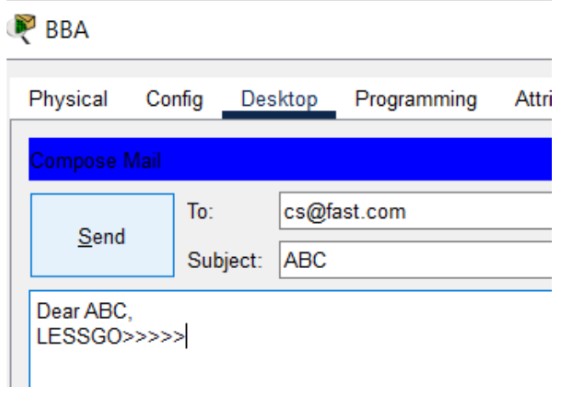 BBA
Physical Config Desktop Programming Attri
Compose Mail
Send
To: cs@fast.com
Subject: ABC
Dear ABC,
LESSGO>>>>>